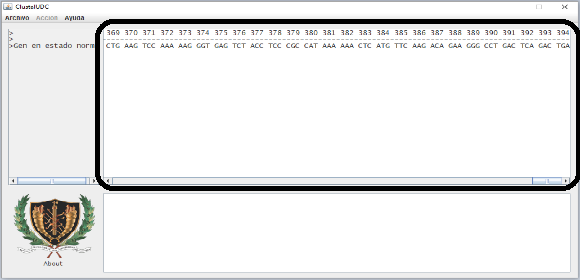 ClustalUDC
Archivo Accion Ayuda
>
>
>Gen en estado norm
369 370 371 372 373 374 375 376 377 378 379 380 381 382 383 384 385 386 387 388 389 390 391 392 393 394
CTG AAG TCC AAA AAG GGT GAG TCT ACC TCC CGC CAT AAA AAA CTC ATG TTC AAG ACA GAA GGG CCT GAC TCA GAC TGA
About